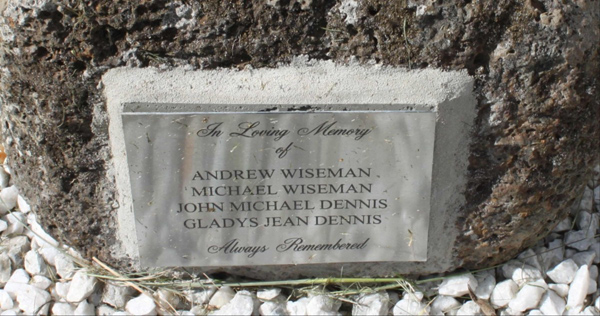 In Loving Memory
of
ANDREW WISEMAN
MICHAEL WISEMAN
JOHN MICHAEL DENNIS
GLADYS JEAN DENNIS
Always Remembered